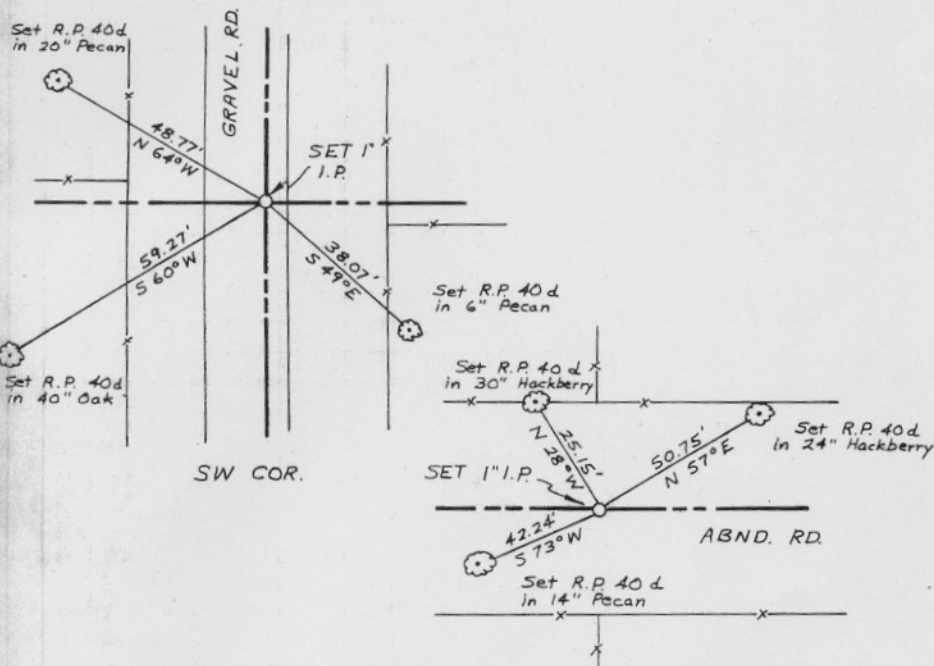 Set R.P. 40d
in 20" Pecan
GRAVEL RD.
48.77'
N 64° W
SET 1"
I.P.
59.27'
S 60° W
38.07'
S 49° E
Set R.P. 40d
in 6" Pecan
Set R.P. 40d
in 40" Oak
SW COR.
Set R.P. 40d
in 30" Hackberry
25.15'
N 28° W
50.75'
N 57° E
Set R.P. 40d
in 24" Hackberry
SET 1" I.P.
42.24'
S 73° W
ABND. RD.
Set R.P. 40d
in 14" Pecan